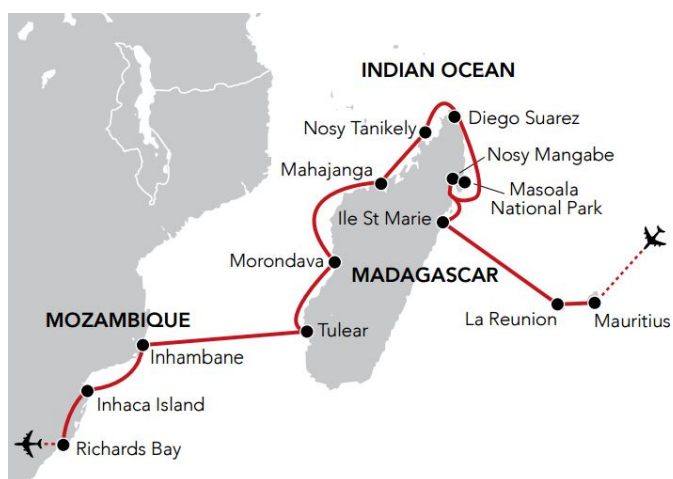 INDIAN OCEAN
Nosy Tanikely
Diego Suarez
Nosy Mangabe
Mahajanga
Masoala
National Park
Ile St Marie
Morondava
MADAGASCAR
La Reunion
Mauritius
MOZAMBIQUE
Tulear
Inhambane
Inhaca Island
Richards Bay